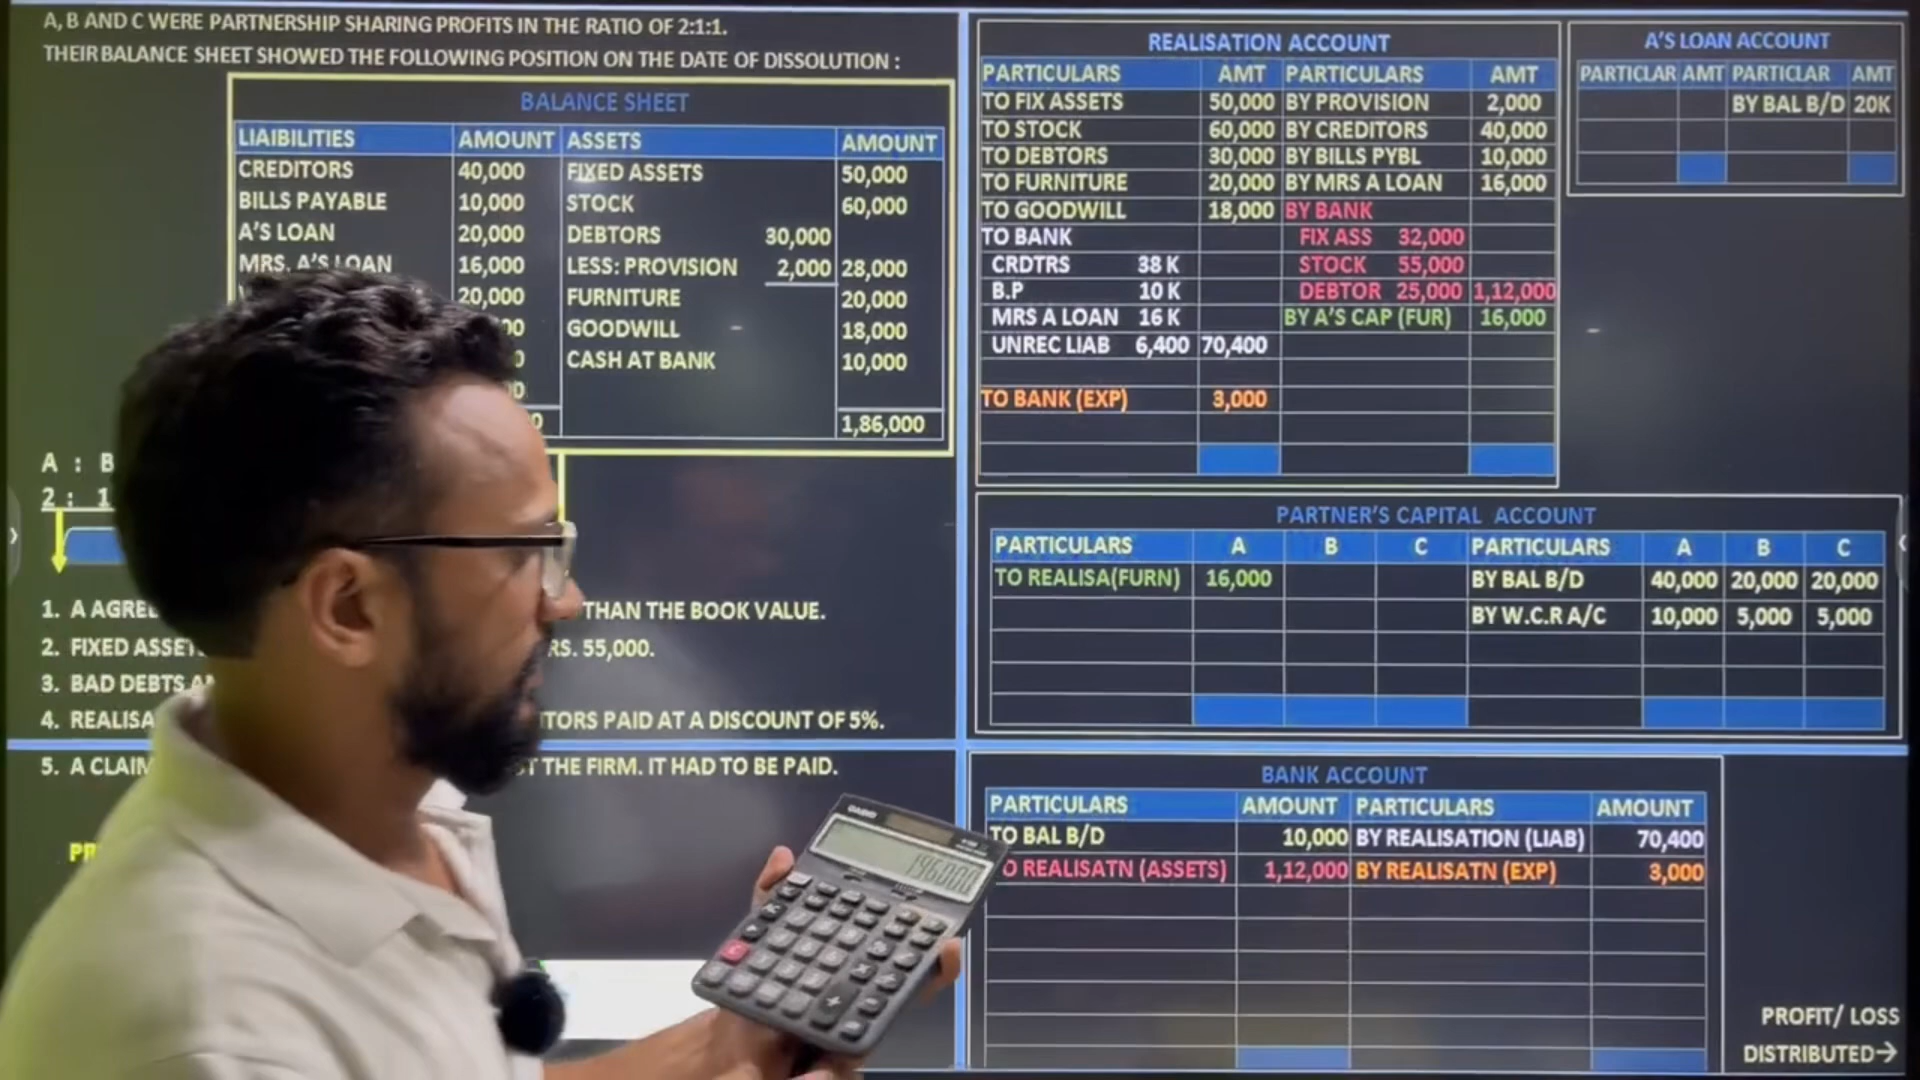 A, B AND C WERE PARTNERSHIP SHARING PROFITS IN THE RATIO OF 2:1:1.
THEIR BALANCE SHEET SHOWED THE FOLLOWING POSITION ON THE DATE OF DISSOLUTION :
BALANCE SHEET
LIAIBILITIES AMOUNT ASSETS AMOUNT
CREDITORS 40,000 FIXED ASSETS 50,000
BILLS PAYABLE 10,000 STOCK 60,000
A'S LOAN 20,000 DEBTORS 30,000
MRS. A'S LOAN 16,000 LESS: PROVISION 2,000 28,000
20,000 FURNITURE 20,000
GOODWILL 18,000
CASH AT BANK 10,000
1,86,000
A : B
2 : 1
1. A AGREE THAN THE BOOK VALUE.
2. FIXED ASSET RS. 55,000.
3. BAD DEBTS
4. REALISA TORS PAID AT A DISCOUNT OF 5%.
5. A CLAIM THE FIRM. IT HAD TO BE PAID.
REALISATION ACCOUNT
PARTICULARS AMT PARTICULARS AMT
TO FIX ASSETS 50,000 BY PROVISION 2,000
TO STOCK 60,000 BY CREDITORS 40,000
TO DEBTORS 30,000 BY BILLS PYBL 10,000
TO FURNITURE 20,000 BY MRS A LOAN 16,000
TO GOODWILL 18,000 BY BANK
TO BANK FIX ASS 32,000
CRDTRS 38 K STOCK 55,000
B.P 10 K DEBTOR 25,000 1,12,000
MRS A LOAN 16 K BY A'S CAP (FUR) 16,000
UNREC LIAB 6,400 70,400
TO BANK (EXP) 3,000
A'S LOAN ACCOUNT
PARTICLAR AMT PARTICLAR AMT
BY BAL B/D 20K
PARTNER'S CAPITAL ACCOUNT
PARTICULARS A B C PARTICULARS A B C
TO REALISA(FURN) 16,000 BY BAL B/D 40,000 20,000 20,000
BY W.C.R A/C 10,000 5,000 5,000
BANK ACCOUNT
PARTICULARS AMOUNT PARTICULARS AMOUNT
TO BAL B/D 10,000 BY REALISATION (LIAB) 70,400
O REALISATN (ASSETS) 1,12,000 BY REALISATN (EXP) 3,000
PROFIT/ LOSS
DISTRIBUTED→
CASIO
196000